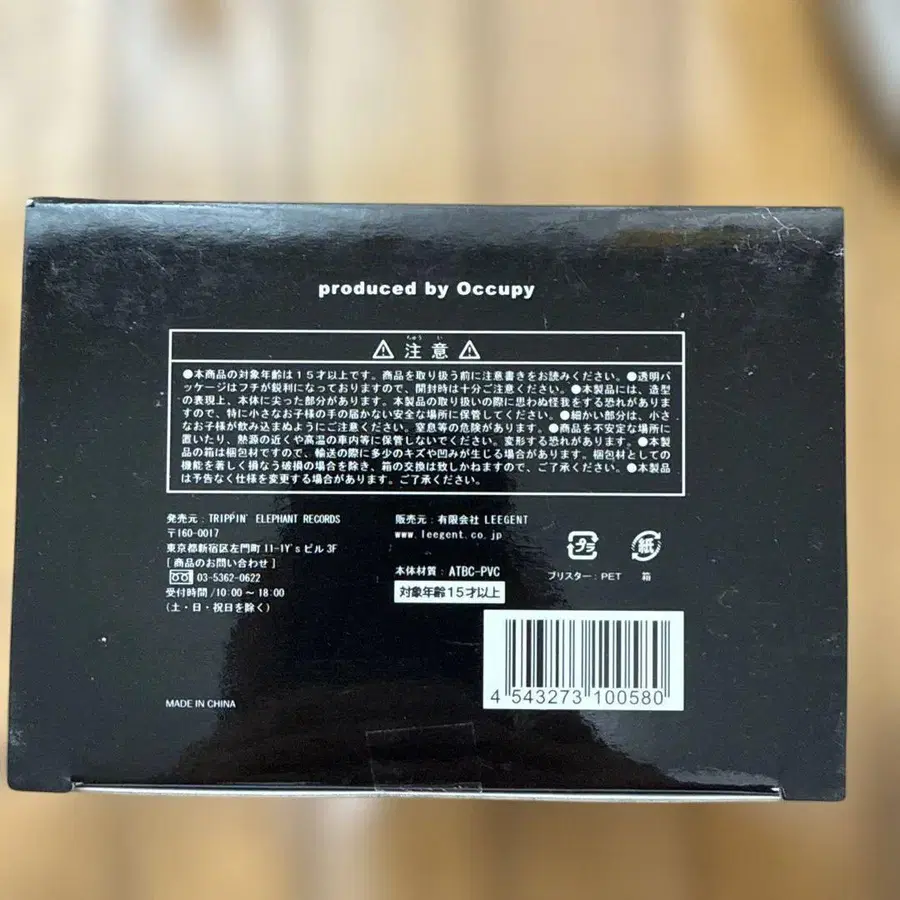 produced by Occupy
ちゅう い
⚠ 注意 ⚠
●本商品の対象年齢は15才以上です。商品を取り扱う前に注意書きをお読みください。●透明パ
ッケージはフチが鋭利になっておりますので、開封時は十分ご注意ください。●本製品には、造型
の表現上、本体に尖った部分があります。本製品の取り扱いの際に思わぬ怪我をする恐れがありま
すので、特に小さなお子様の手の届かない安全な場所に保管してください。●細かい部分は、小さ
なお子様が飲み込まぬようにご注意ください。窒息等の危険があります。●商品を不安定な場所に
置いたり、熱源の近くや高温の車内等に保管しないでください。変形する恐れがあります。●本製
品の箱は梱包材ですので、輸送の際に多少のキズや凹みが生じる場合があります。梱包材としての
機能を著しく損なう破損の場合を除き、箱の交換は致しかねますので、ご了承ください。●本製品
は予告なく仕様を変更する場合があります。ご了承ください。
発売元：TRIPPIN' ELEPHANT RECORDS
〒160-0017
東京都新宿区左門町 11-1Y'sビル 3F
[ 商品のお問い合わせ ]
03-5362-0622
受付時間 /10:00 ～ 18:00
(土・日・祝日を除く)
販売元：有限会社 LEEGENT
www.leegent.co.jp
本体材質：ATBC-PVC
対象年齢15才以上
プラ
紙
ブリスター：PET 箱
4 543273 100580
MADE IN CHINA